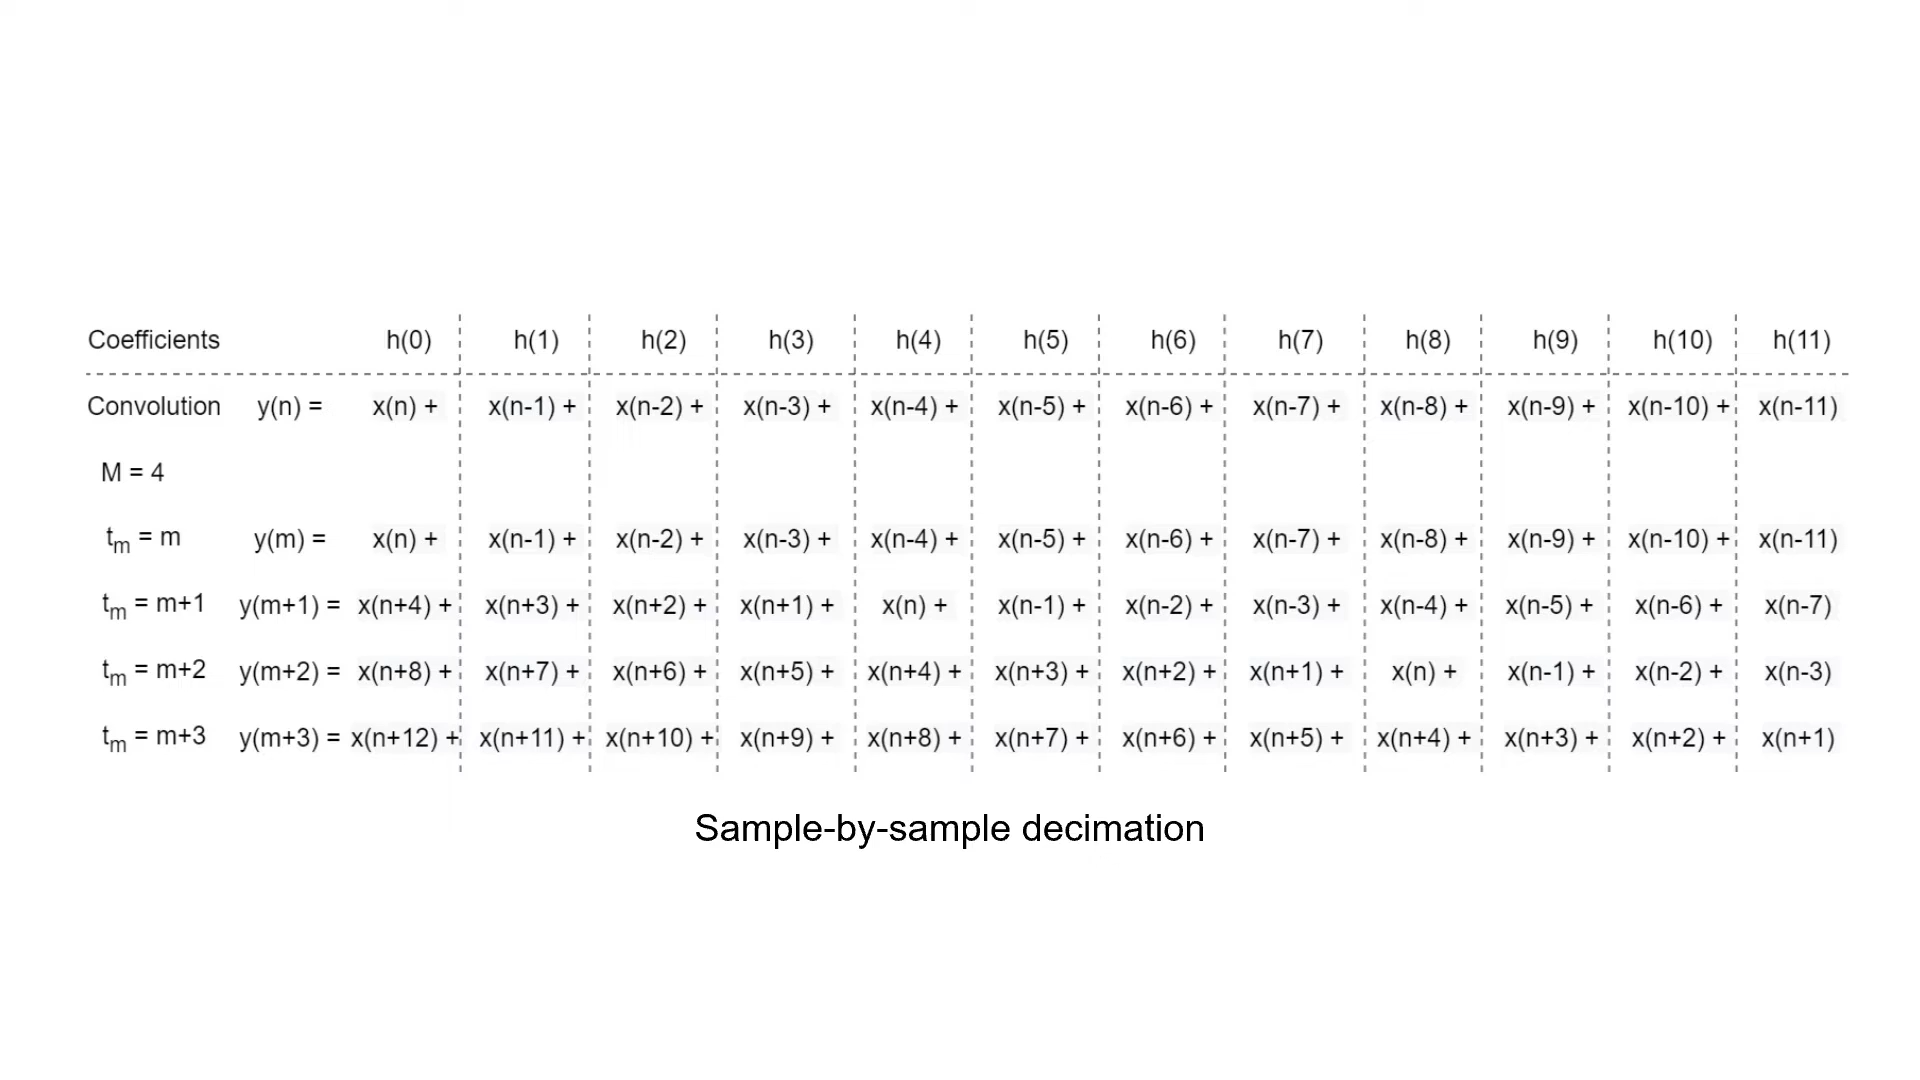 Coefficients h(0) h(1) h(2) h(3) h(4) h(5) h(6) h(7) h(8) h(9) h(10) h(11)
Convolution y(n) = x(n) + x(n-1) + x(n-2) + x(n-3) + x(n-4) + x(n-5) + x(n-6) + x(n-7) + x(n-8) + x(n-9) + x(n-10) + x(n-11)
M = 4
tm = m y(m) = x(n) + x(n-1) + x(n-2) + x(n-3) + x(n-4) + x(n-5) + x(n-6) + x(n-7) + x(n-8) + x(n-9) + x(n-10) + x(n-11)
tm = m+1 y(m+1) = x(n+4) + x(n+3) + x(n+2) + x(n+1) + x(n) + x(n-1) + x(n-2) + x(n-3) + x(n-4) + x(n-5) + x(n-6) + x(n-7)
tm = m+2 y(m+2) = x(n+8) + x(n+7) + x(n+6) + x(n+5) + x(n+4) + x(n+3) + x(n+2) + x(n+1) + x(n) + x(n-1) + x(n-2) + x(n-3)
tm = m+3 y(m+3) = x(n+12) + x(n+11) + x(n+10) + x(n+9) + x(n+8) + x(n+7) + x(n+6) + x(n+5) + x(n+4) + x(n+3) + x(n+2) + x(n+1)
Sample-by-sample decimation